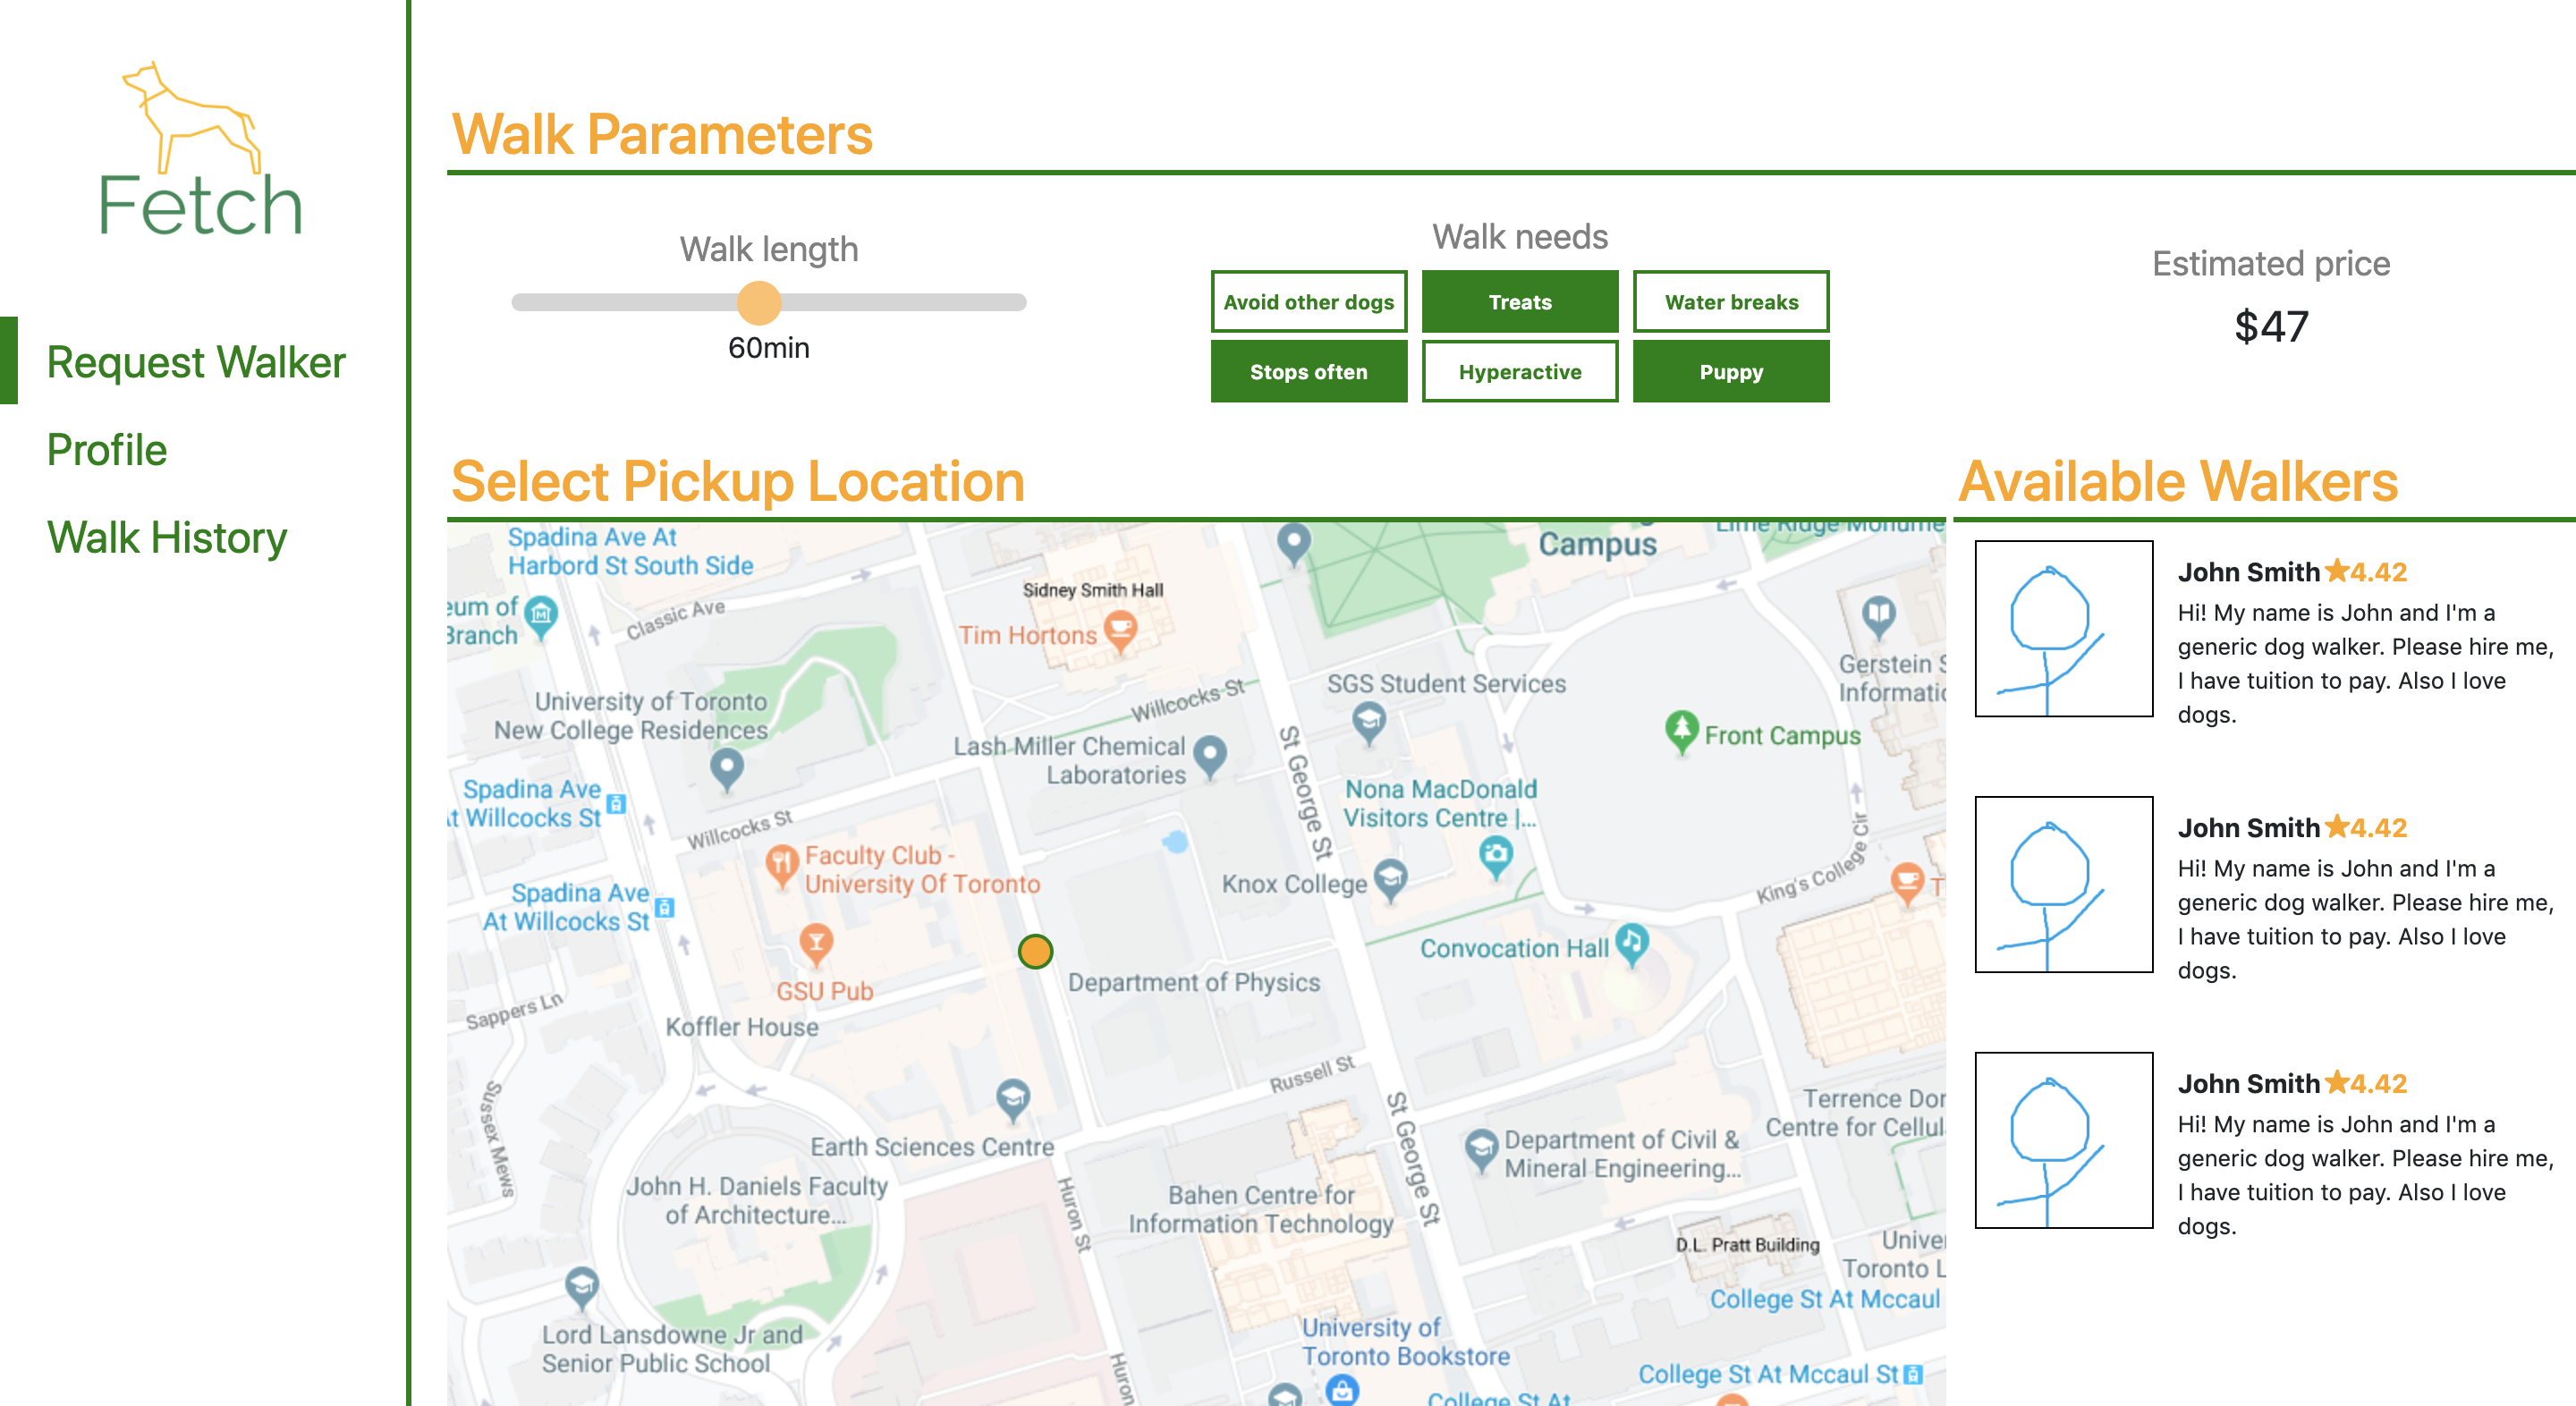 Fetch
Request Walker
Profile
Walk History
Walk Parameters
Walk length
60min
Walk needs
Avoid other dogs
Treats
Water breaks
Stops often
Hyperactive
Puppy
Estimated price
$47
Select Pickup Location
Spadina Ave At
Harbord St South Side
Campus
Lime Ridge
eum of
Branch
Classic Ave
Sidney Smith Hall
Tim Hortons
Gerstein S
Informatic
University of Toronto
New College Residences
Willcocks St
SGS Student Services
Lash Miller Chemical
Laboratories
St George St
Front Campus
Spadina Ave
At Willcocks St
Nona MacDonald
Visitors Centre |...
Willcocks St
Faculty Club -
University Of Toronto
Knox College
King's College Cir
T
Spadina Ave
At Willcocks St
GSU Pub
Department of Physics
Convocation Hall
Sappers Ln
Koffler House
Russell St
Sussex Mews
Earth Sciences Centre
St George St
Department of Civil &
Mineral Engineering...
Terrence Don
Centre for Cellul
John H. Daniels Faculty
of Architecture...
Huron St
Bahen Centre for
Information Technology
D.L. Pratt Building
Univer
Toronto L
College St At Mccaul
Lord Lansdowne Jr and
Senior Public School
Huron
University of
Toronto Bookstore
College St At Mccaul St
College St At
Available Walkers
John Smith ★4.42
Hi! My name is John and I'm a
generic dog walker. Please hire me,
I have tuition to pay. Also I love
dogs.
John Smith ★4.42
Hi! My name is John and I'm a
generic dog walker. Please hire me,
I have tuition to pay. Also I love
dogs.
John Smith ★4.42
Hi! My name is John and I'm a
generic dog walker. Please hire me,
I have tuition to pay. Also I love
dogs.